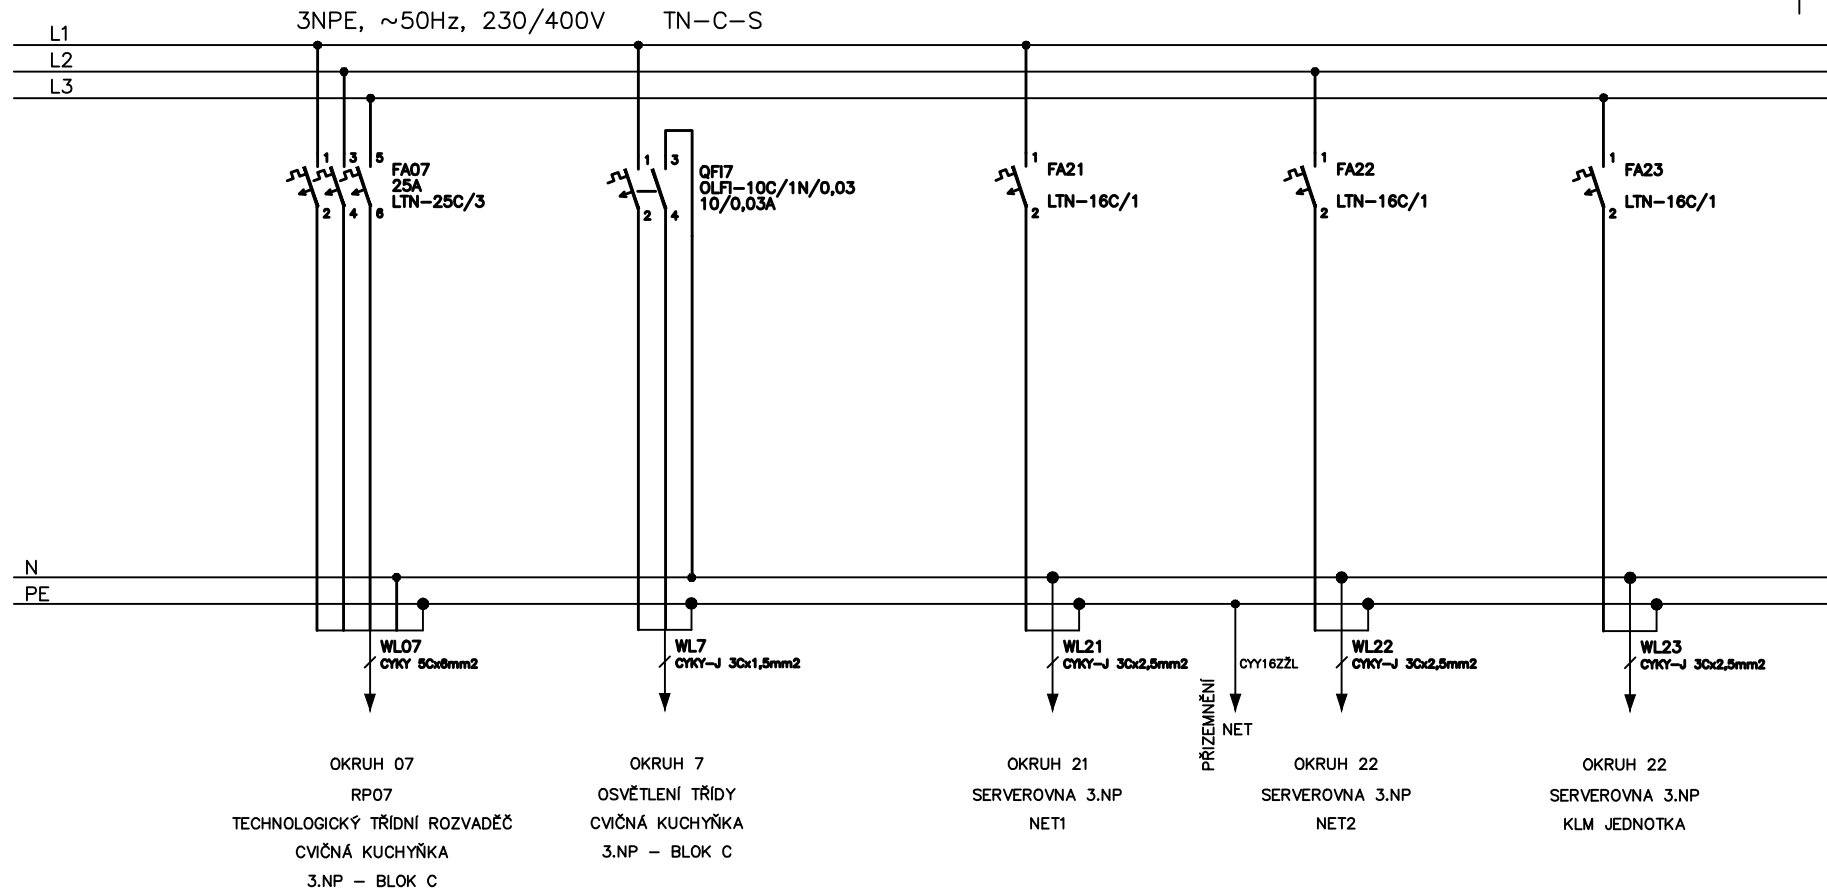 3NPE, ~50Hz, 230/400V TN-C-S
L1
L2
L3
1 3 5
FA07
25A
LTN-25C/3
2 4 6
1 3
QFI7
OLFI-10C/1N/0,03
10/0,03A
2 4
1
FA21
LTN-16C/1
2
1
FA22
LTN-16C/1
2
1
FA23
LTN-16C/1
2
N
PE
WL07
CYKY 5Cx6mm2
WL7
CYKY-J 3Cx1,5mm2
WL21
CYKY-J 3Cx2,5mm2
CYY16ZŽL
PŘIZEMNĚNÍ
NET
WL22
CYKY-J 3Cx2,5mm2
WL23
CYKY-J 3Cx2,5mm2
OKRUH 07
RP07
TECHNOLOGICKÝ TŘÍDNÍ ROZVADĚČ
CVIČNÁ KUCHYŇKA
3.NP - BLOK C
OKRUH 7
OSVĚTLENÍ TŘÍDY
CVIČNÁ KUCHYŇKA
3.NP - BLOK C
OKRUH 21
SERVEROVNA 3.NP
NET1
OKRUH 22
SERVEROVNA 3.NP
NET2
OKRUH 22
SERVEROVNA 3.NP
KLM JEDNOTKA